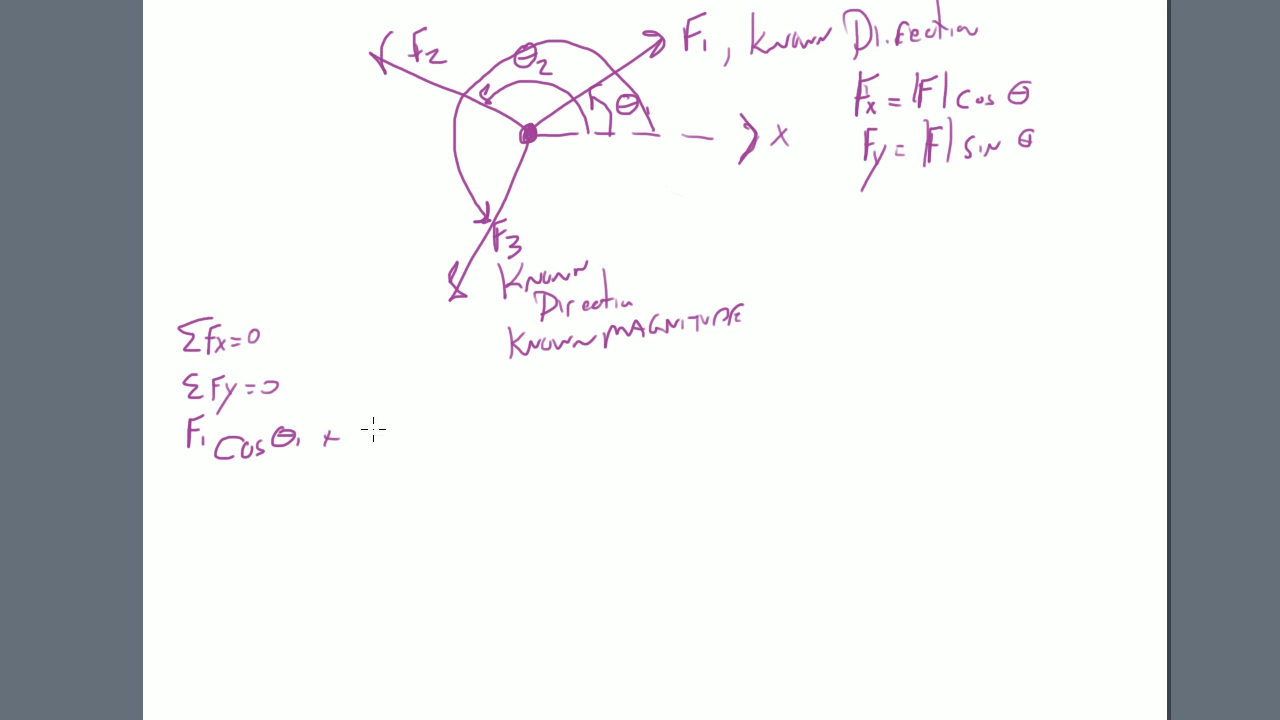 F₂
θ₂
F₁, Known Direction
Fx = |F| cos θ
θ₁
x
Fy = |F| sin θ
F₃
Known
Directin
KNOWN MAGNITUDE
Σfx=0
ΣFy=0
F₁ Cos θ₁ +